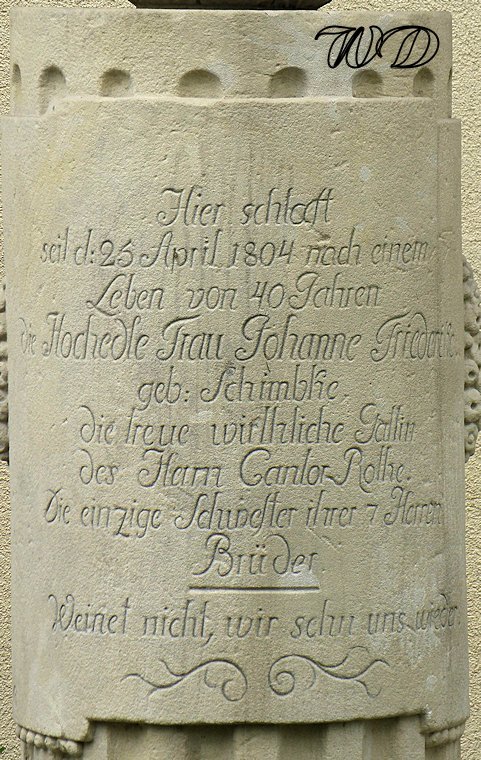 WD
Hier schlaft
seit d: 25 April 1804 nach einem
Leben von 40 Jahren
die Hochedle Frau Johanne
geb: Schimbke,
die treue wirthliche Gattin
des Herrn Cantor Rothe.
Die einzige Schwester ihrer 7 Herren
Brüder.
Weinet nicht, wir sehn uns wieder.